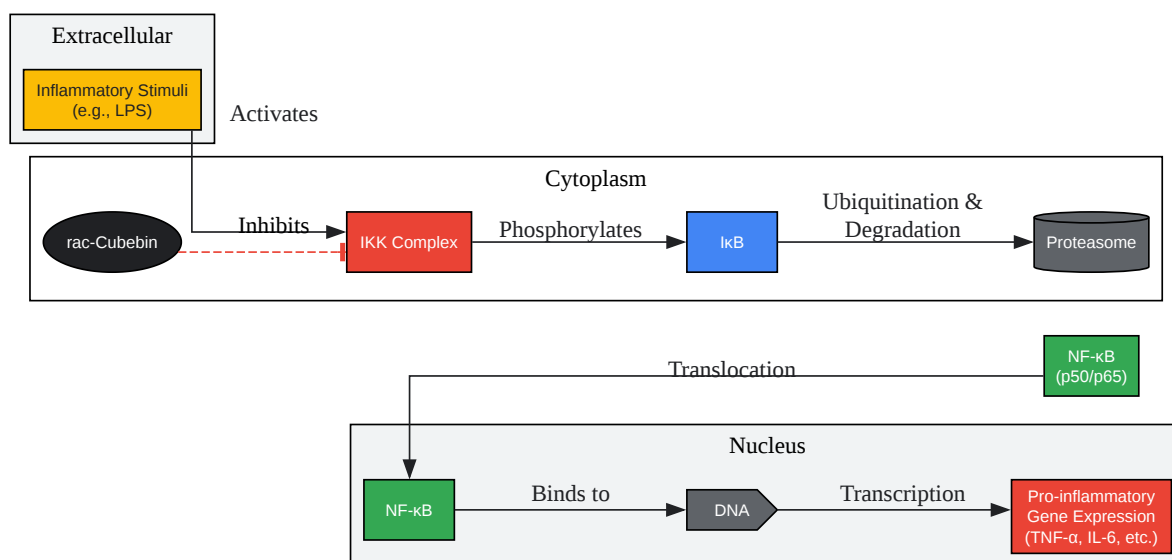 Extracellular
Inflammatory Stimuli
(e.g., LPS)
Activates
Cytoplasm
rac-Cubebin
Inhibits
IKK Complex
Phosphorylates
IκB
Ubiquitination &
Degradation
Proteasome
NF-κB
(p50/p65)
Translocation
Nucleus
NF-κB
Binds to
DNA
Transcription
Pro-inflammatory
Gene Expression
(TNF-α, IL-6, etc.)